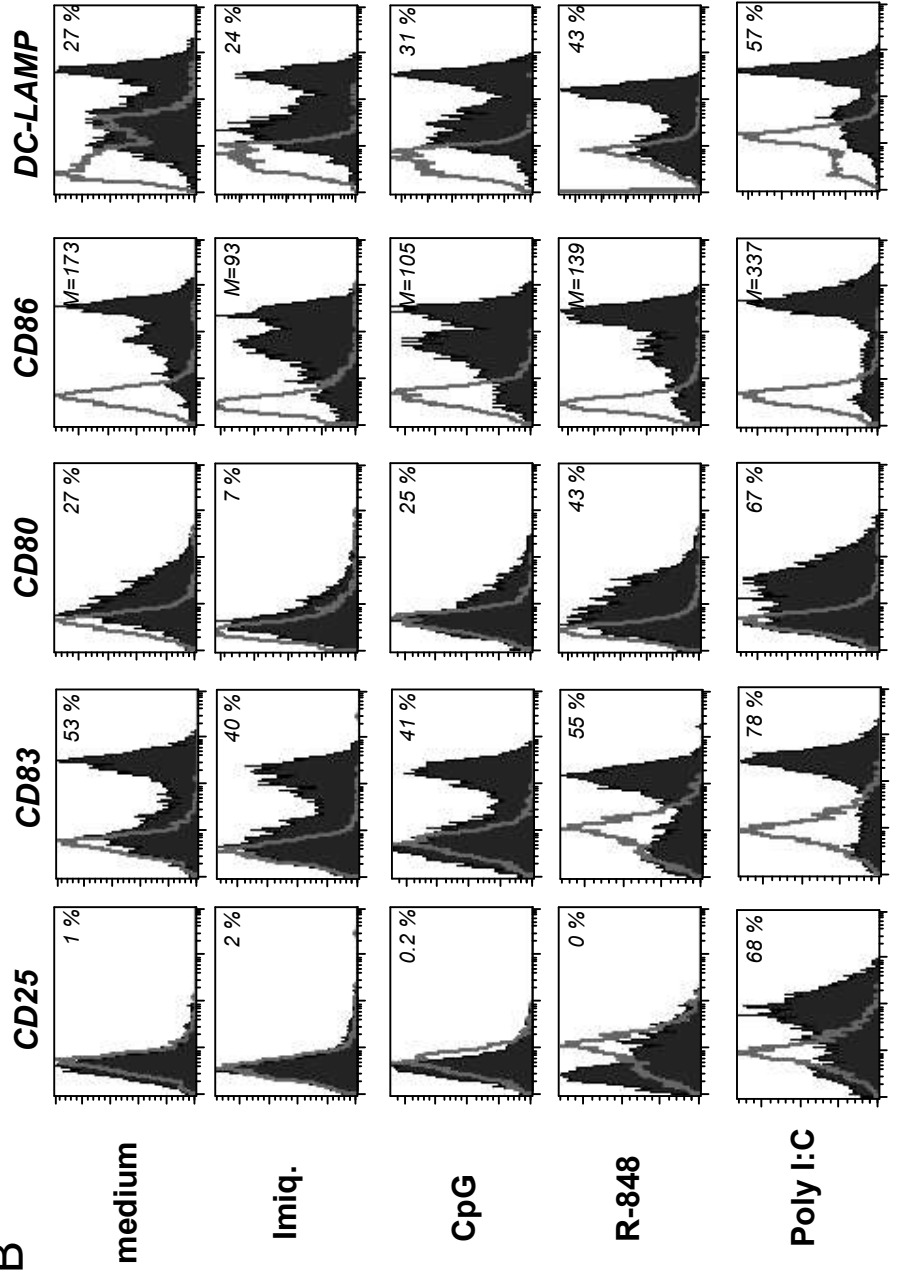 B
CD25 CD83 CD80 CD86 DC-LAMP
medium 1 % 53 % 27 % M=173 27 %
Imiq. 2 % 40 % 7 % M=93 24 %
CpG 0.2 % 41 % 25 % M=105 31 %
R-848 0 % 55 % 43 % M=139 43 %
Poly I:C 68 % 78 % 67 % M=337 57 %